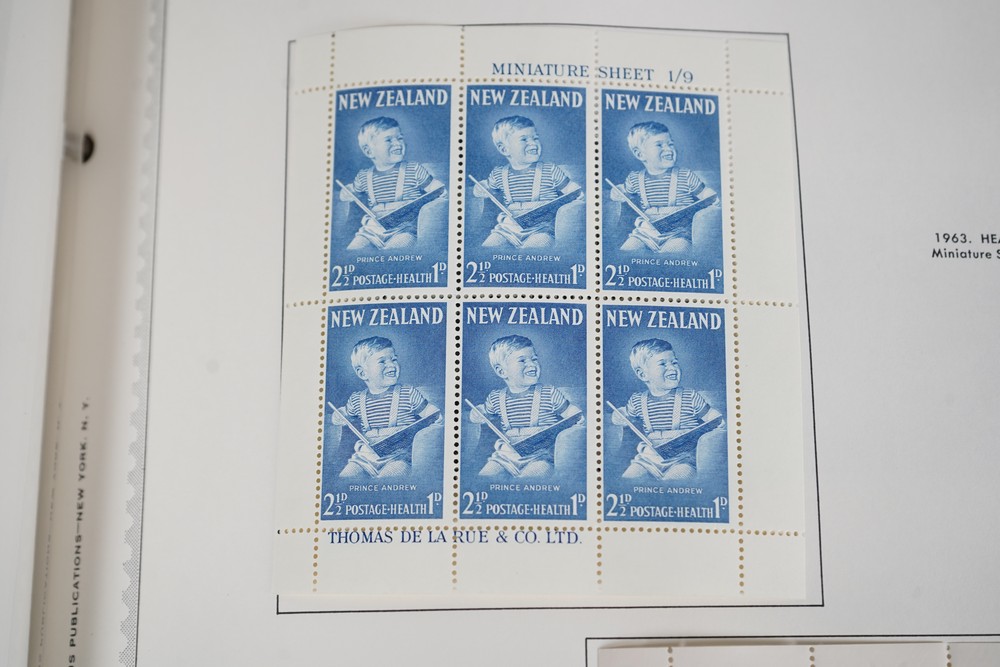 MINIATURE SHEET 1/9
NEW ZEALAND NEW ZEALAND NEW ZEALAND
PRINCE ANDREW PRINCE ANDREW PRINCE ANDREW
2½D POSTAGE-HEALTH 1D 2½D POSTAGE-HEALTH 1D 2½D POSTAGE-HEALTH 1D
NEW ZEALAND NEW ZEALAND NEW ZEALAND
PRINCE ANDREW PRINCE ANDREW PRINCE ANDREW
2½D POSTAGE-HEALTH 1D 2½D POSTAGE-HEALTH 1D 2½D POSTAGE-HEALTH 1D
THOMAS DE LA RUE & CO. LTD.
1963. HEA
Miniature S
US PUBLICATIONS—NEW YORK, N. Y.